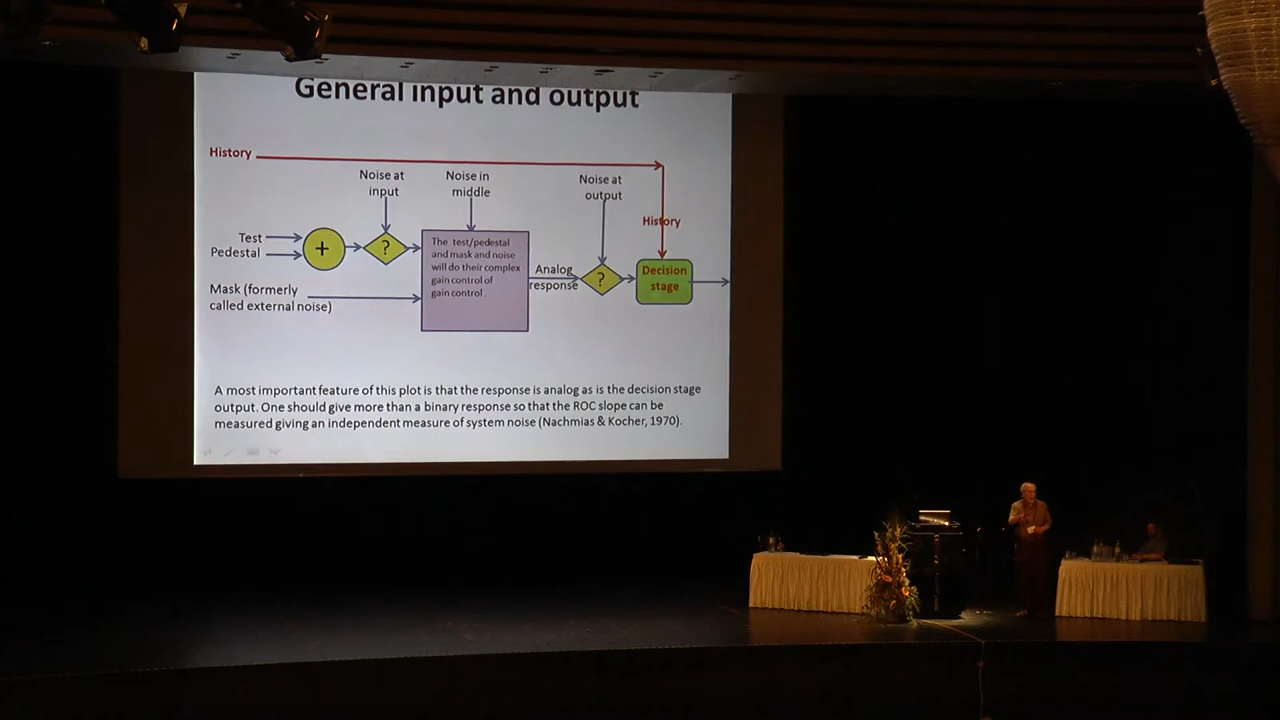 General input and output
History
Noise at
input
Noise in
middle
Noise at
output
History
Test
Pedestal
+
?
The test/pedestal
and mask and noise
will do their complex
gain control of
gain control.
Analog
response
?
Decision
stage
Mask (formerly
called external noise)
A most important feature of this plot is that the response is analog as is the decision stage
output. One should give more than a binary response so that the ROC slope can be
measured giving an independent measure of system noise (Nachmias & Kocher, 1970).